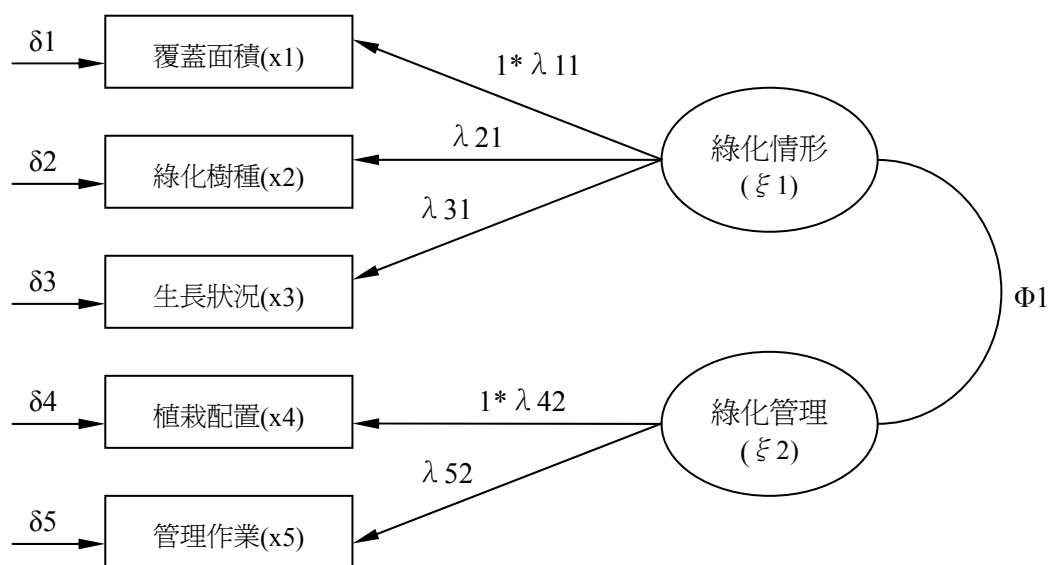 δ1
覆蓋面積(x1)
1* λ 11
δ2
綠化樹種(x2)
λ 21
綠化情形
(ξ 1)
λ 31
δ3
生長狀況(x3)
Φ1
δ4
植栽配置(x4)
1* λ 42
綠化管理
(ξ 2)
λ 52
δ5
管理作業(x5)